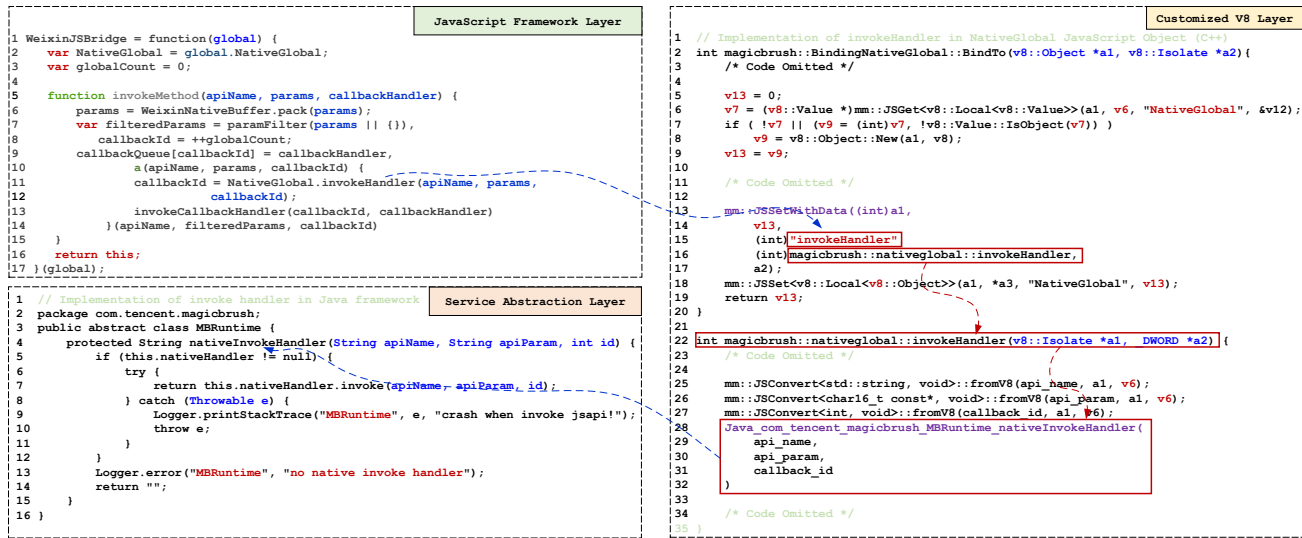 JavaScript Framework Layer
1 WeixinJSBridge = function(global) {
2 var NativeGlobal = global.NativeGlobal;
3 var globalCount = 0;
4
5 function invokeMethod(apiName, params, callbackHandler) {
6 params = WeixinNativeBuffer.pack(params);
7 var filteredParams = paramFilter(params || {}),
8 callbackId = ++globalCount;
9 callbackQueue[callbackId] = callbackHandler,
10 a(apiName, params, callbackId) {
11 callbackId = NativeGlobal.invokeHandler(apiName, params,
12 callbackId);
13 invokeCallbackHandler(callbackId, callbackHandler)
14 }(apiName, filteredParams, callbackId)
15 }
16 return this;
17 }(global);
Service Abstraction Layer
1 // Implementation of invoke handler in Java framework
2 package com.tencent.magicbrush;
3 public abstract class MBRuntime {
4 protected String nativeInvokeHandler(String apiName, String apiParam, int id) {
5 if (this.nativeHandler != null) {
6 try {
7 return this.nativeHandler.invoke(apiName, apiParam, id);
8 } catch (Throwable e) {
9 Logger.printStackTrace("MBRuntime", e, "crash when invoke jsapi!");
10 throw e;
11 }
12 }
13 Logger.error("MBRuntime", "no native invoke handler");
14 return "";
15 }
16 }
Customized V8 Layer
1 // Implementation of invokeHandler in NativeGlobal JavaScript Object (C++)
2 int magicbrush::BindingNativeGlobal::BindTo(v8::Object *a1, v8::Isolate *a2){
3 /* Code Omitted */
4
5 v13 = 0;
6 v7 = (v8::Value *)mm::JSGet<v8::Local<v8::Value>>(a1, v6, "NativeGlobal", &v12);
7 if ( !v7 || (v9 = (int)v7, !v8::Value::IsObject(v7)) )
8 v9 = v8::Object::New(a1, v8);
9 v13 = v9;
10
11 /* Code Omitted */
12
13 mm::JSSetWithData((int)a1,
14 v13,
15 (int)"invokeHandler"
16 (int)magicbrush::nativeglobal::invokeHandler,
17 a2);
18 mm::JSSet<v8::Local<v8::Object>>(a1, *a3, "NativeGlobal", v13);
19 return v13;
20 }
21
22 int magicbrush::nativeglobal::invokeHandler(v8::Isolate *a1, _DWORD *a2) {
23 /* Code Omitted */
24
25 mm::JSConvert<std::string, void>::fromV8(api_name, a1, v6);
26 mm::JSConvert<char16_t const*, void>::fromV8(api_param, a1, v6);
27 mm::JSConvert<int, void>::fromV8(callback_id, a1, v6);
28 Java_com_tencent_magicbrush_MBRuntime_nativeInvokeHandler(
29 api_name,
30 api_param,
31 callback_id
32 )
33
34 /* Code Omitted */
35 }